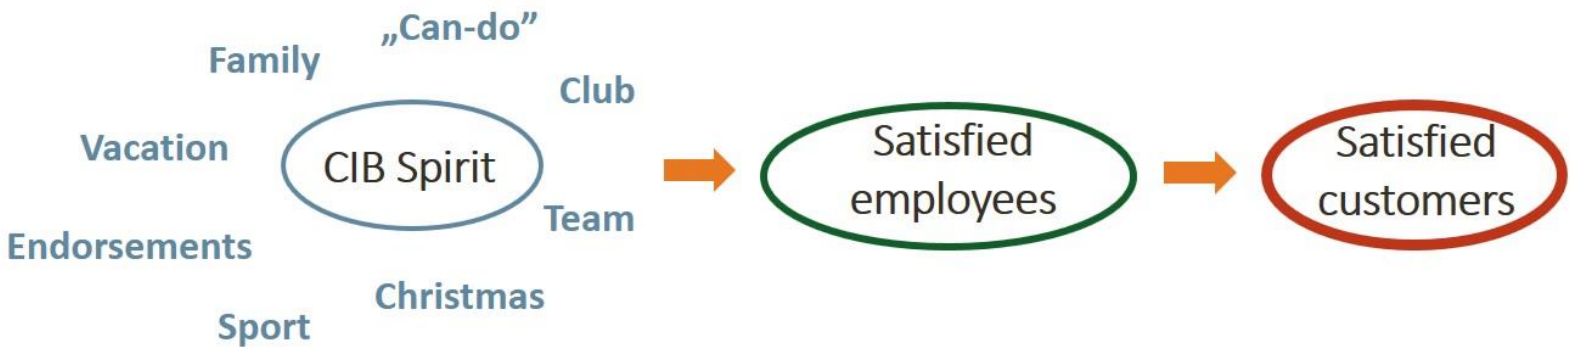 „Can-do”
Family
Club
Vacation
CIB Spirit
Team
Endorsements
Christmas
Sport
Satisfied
employees
Satisfied
customers